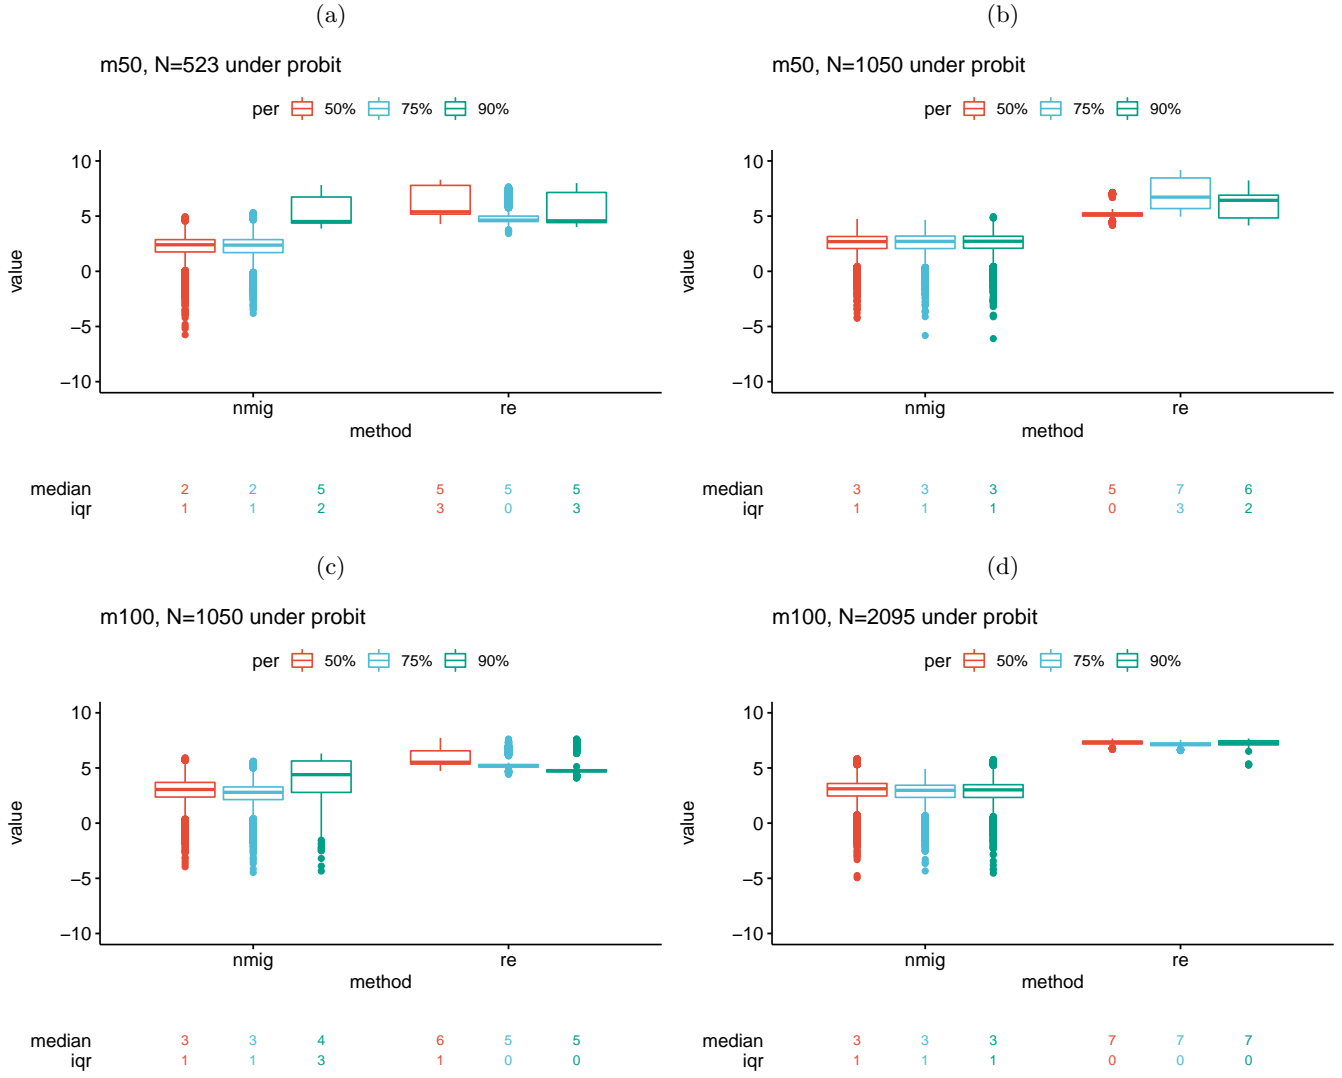 (a)
m50, N=523 under probit
per 50% 75% 90%
10
5
0
−5
−10
value
nmig re
method
median 2 2 5 5 5 5
iqr 1 1 2 3 0 3
(b)
m50, N=1050 under probit
per 50% 75% 90%
10
5
0
−5
−10
value
nmig re
method
median 3 3 3 5 7 6
iqr 1 1 1 0 3 2
(c)
m100, N=1050 under probit
per 50% 75% 90%
10
5
0
−5
−10
value
nmig re
method
median 3 3 4 6 5 5
iqr 1 1 3 1 0 0
(d)
m100, N=2095 under probit
per 50% 75% 90%
10
5
0
−5
−10
value
nmig re
method
median 3 3 3 7 7 7
iqr 1 1 1 0 0 0